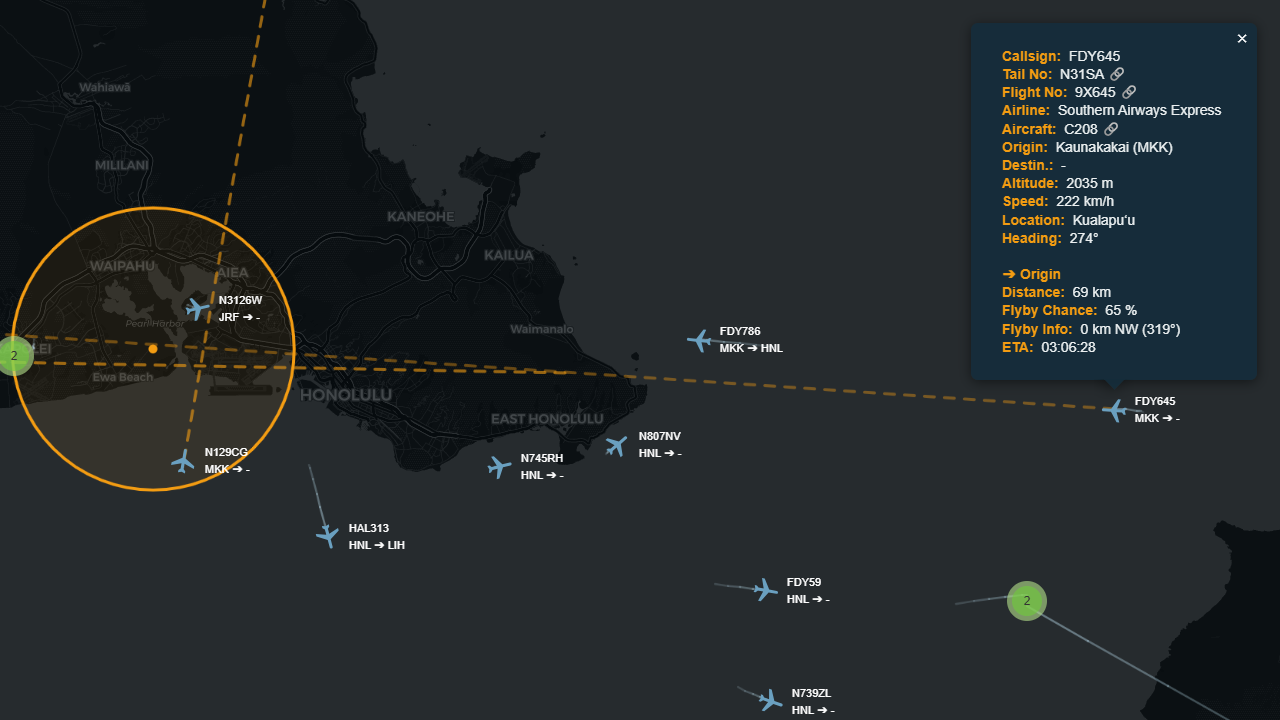 Wahiawā
MILILANI
KANEOHE
KAILUA
WAIPAHU
AIEA
Pearl Harbor
Waimanalo
LEI
2
Ewa Beach
HONOLULU
EAST HONOLULU
N3126W
JRF ➔ -
FDY786
MKK ➔ HNL
FDY645
MKK ➔ -
N807NV
HNL ➔ -
N129CG
MKK ➔ -
N745RH
HNL ➔ -
HAL313
HNL ➔ LIH
FDY59
HNL ➔ -
2
N739ZL
HNL ➔ -
×
Callsign: FDY645
Tail No: N31SA
Flight No: 9X645
Airline: Southern Airways Express
Aircraft: C208
Origin: Kaunakakai (MKK)
Destin.: -
Altitude: 2035 m
Speed: 222 km/h
Location: Kualapu‘u
Heading: 274°
➔ Origin
Distance: 69 km
Flyby Chance: 65 %
Flyby Info: 0 km NW (319°)
ETA: 03:06:28